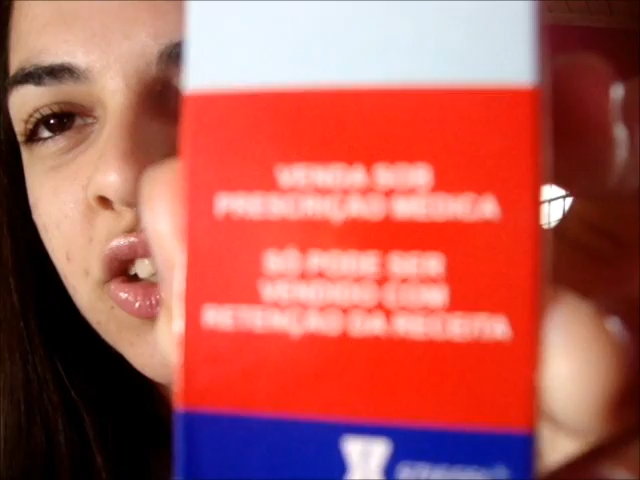 VENDA SOB
PRESCRIÇÃO MÉDICA
SÓ PODE SER
VENDIDO COM
RETENÇÃO DA RECEITA